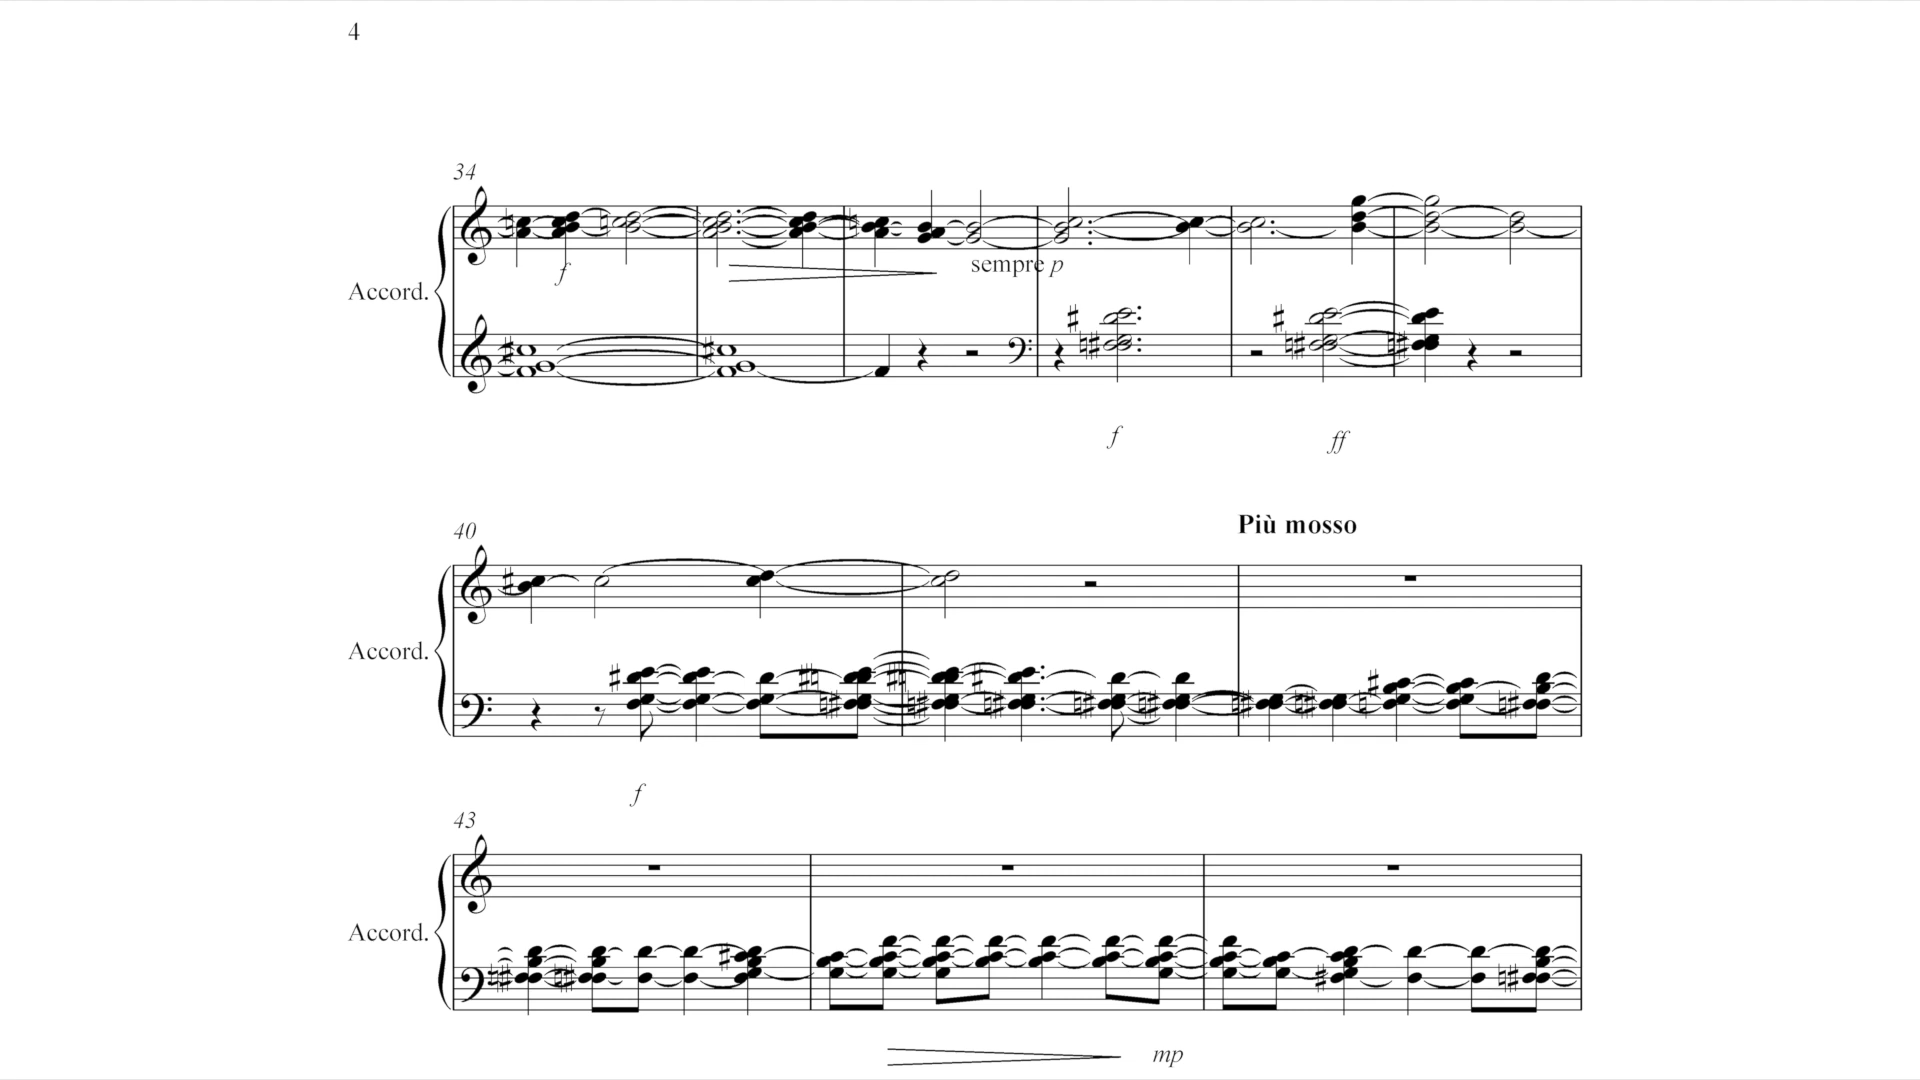 4
34
f
sempre p
Accord.
f
ff
40
Più mosso
Accord.
f
43
Accord.
mp